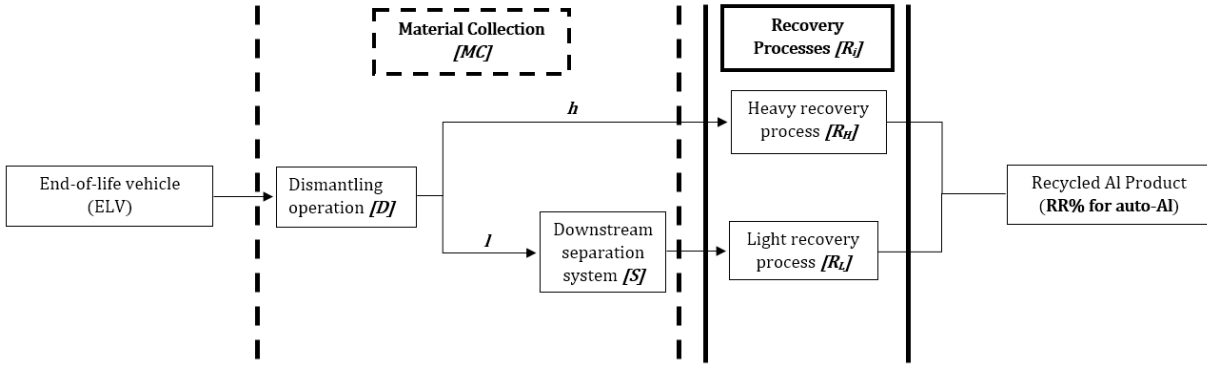 Material Collection
[MC]
Recovery
Processes [Ri]
h
Heavy recovery
process [RH]
End-of-life vehicle
(ELV)
Dismantling
operation [D]
Recycled Al Product
(RR% for auto-Al)
l
Downstream
separation
system [S]
Light recovery
process [RL]